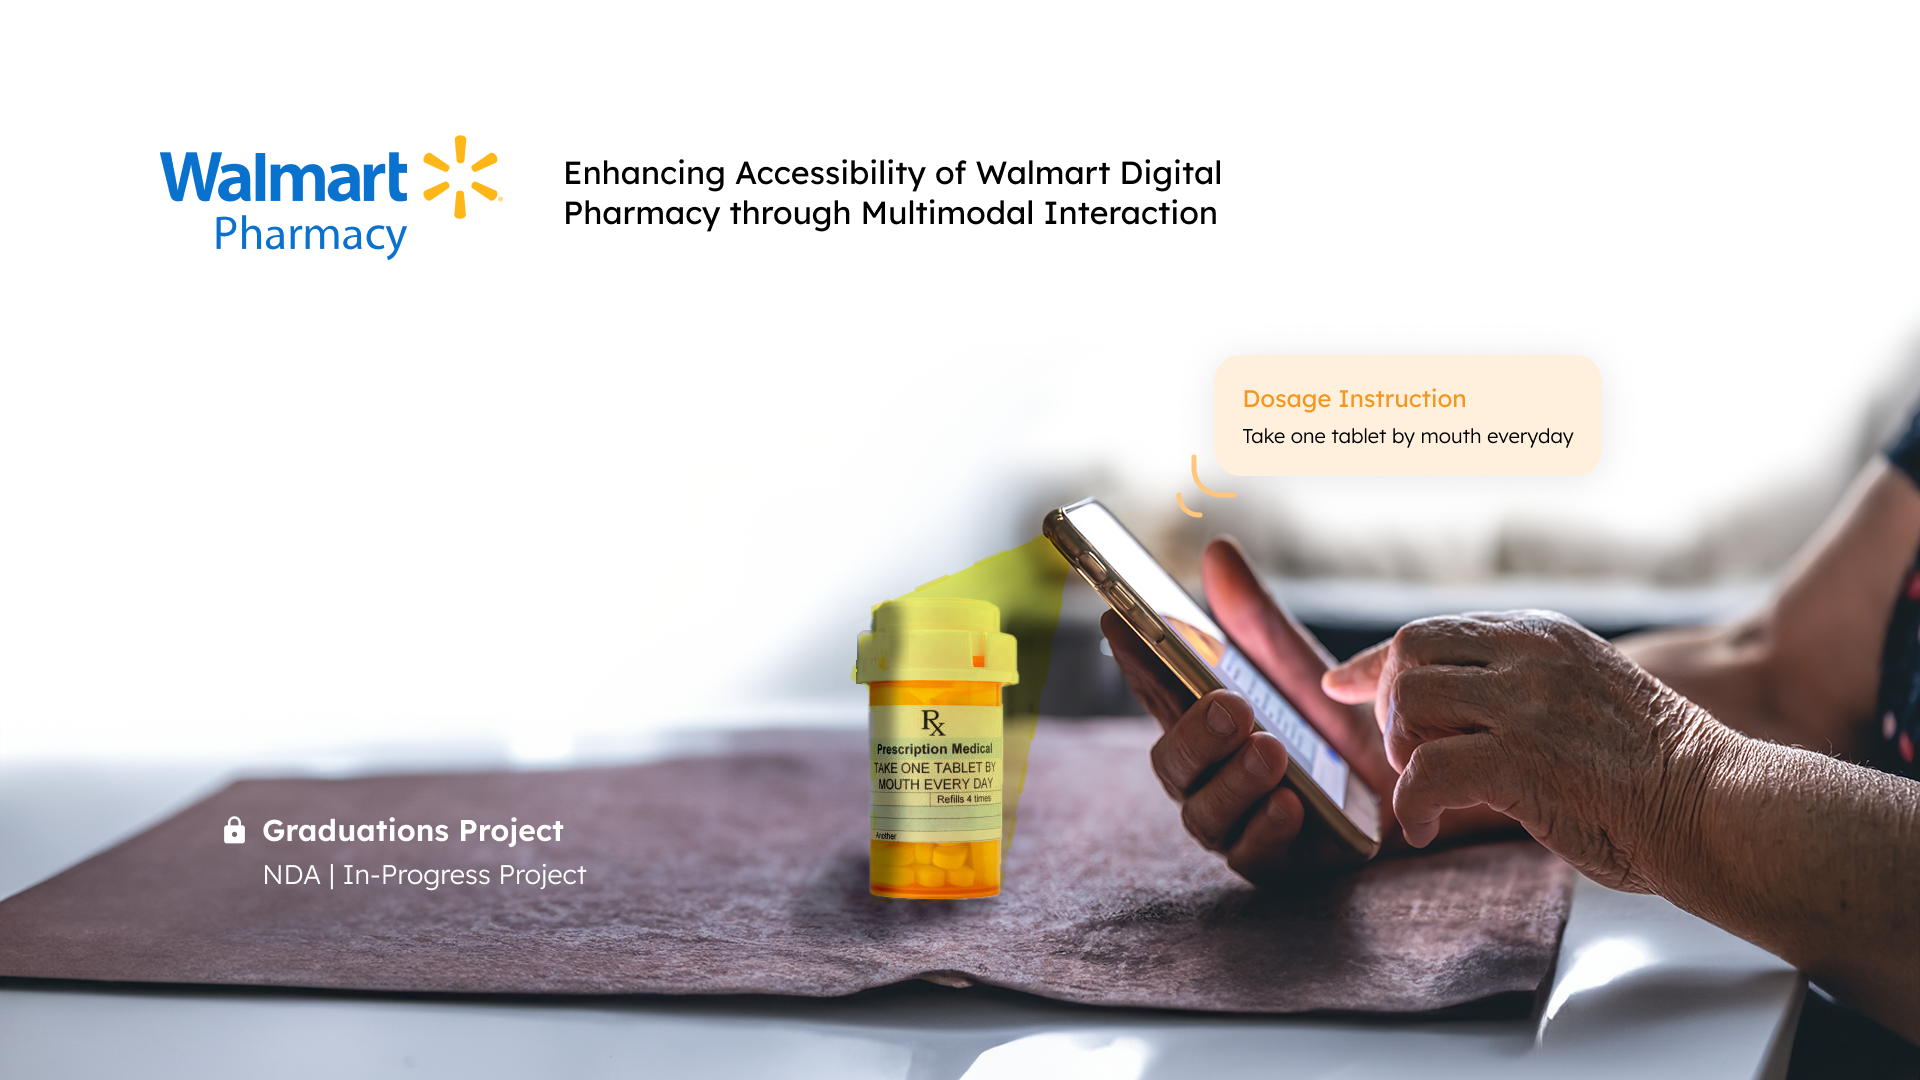 Walmart
Pharmacy
Enhancing Accessibility of Walmart Digital
Pharmacy through Multimodal Interaction
Dosage Instruction
Take one tablet by mouth everyday
Rx
Prescription Medical
TAKE ONE TABLET BY
MOUTH EVERY DAY
Refills 4 times
Another
Graduations Project
NDA | In-Progress Project